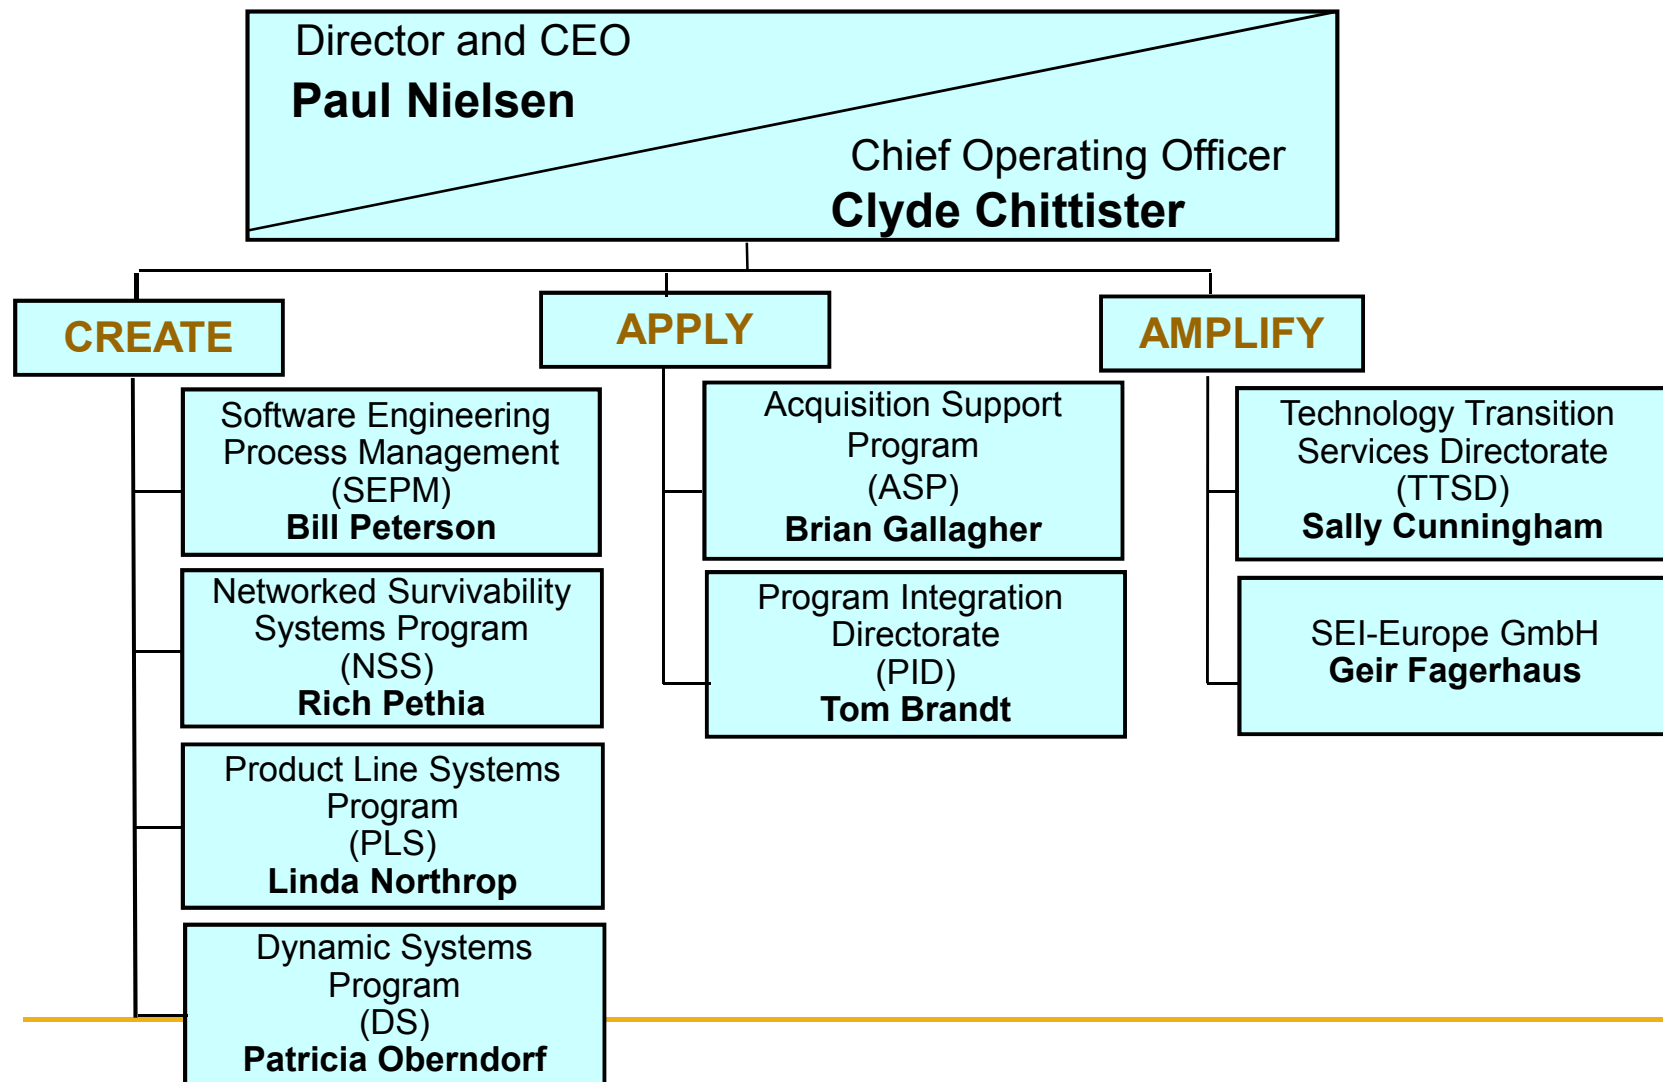 Director and CEO
Paul Nielsen
Chief Operating Officer
Clyde Chittister
CREATE
APPLY
AMPLIFY
Software Engineering
Process Management
(SEPM)
Bill Peterson
Networked Survivability
Systems Program
(NSS)
Rich Pethia
Product Line Systems
Program
(PLS)
Linda Northrop
Dynamic Systems
Program
(DS)
Patricia Oberndorf
Acquisition Support
Program
(ASP)
Brian Gallagher
Program Integration
Directorate
(PID)
Tom Brandt
Technology Transition
Services Directorate
(TTSD)
Sally Cunningham
SEI-Europe GmbH
Geir Fagerhaus